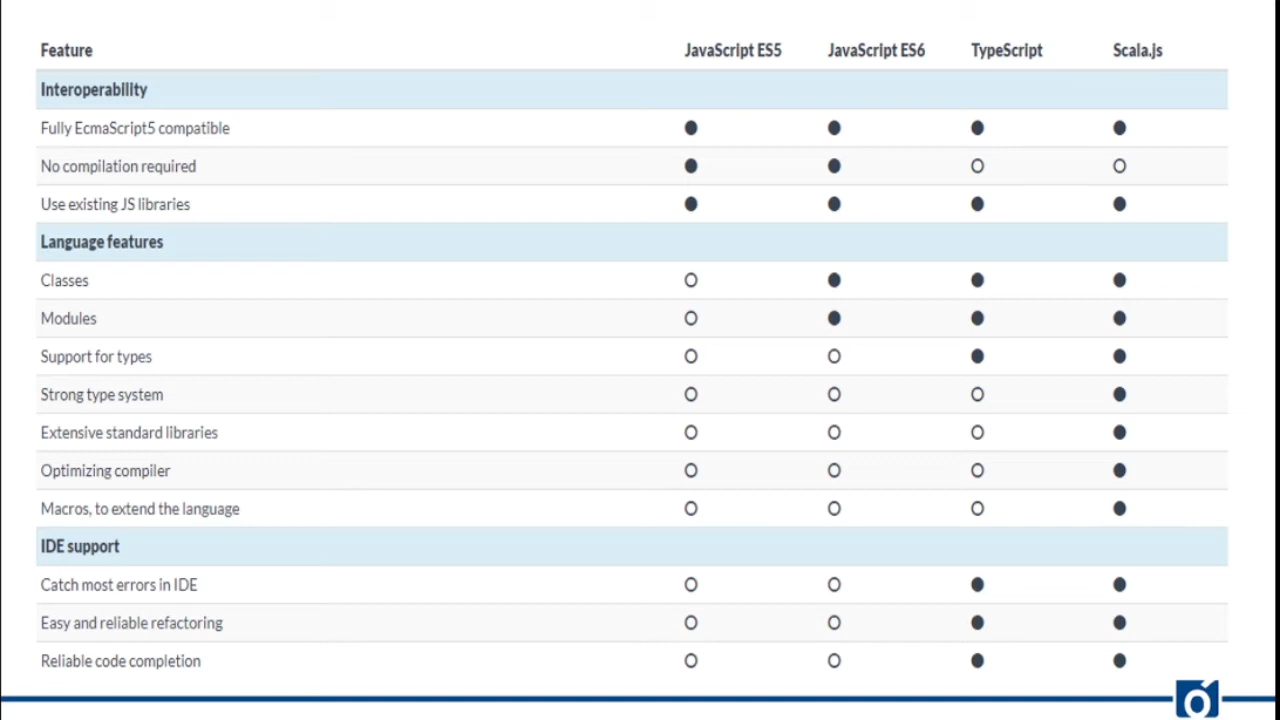 Feature JavaScript ES5 JavaScript ES6 TypeScript Scala.js
Interoperability
Fully EcmaScript5 compatible
No compilation required
Use existing JS libraries
Language features
Classes
Modules
Support for types
Strong type system
Extensive standard libraries
Optimizing compiler
Macros, to extend the language
IDE support
Catch most errors in IDE
Easy and reliable refactoring
Reliable code completion